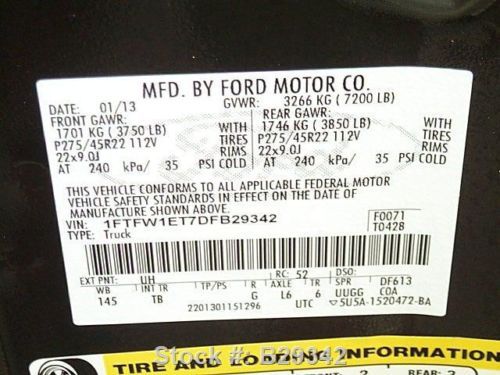 MFD. BY FORD MOTOR CO.
DATE: 01/13 GVWR: 3266 KG ( 7200 LB)
FRONT GAWR: REAR GAWR:
1701 KG ( 3750 LB) WITH 1746 KG ( 3850 LB) WITH
P275/45R22 112V TIRES P275/45R22 112V TIRES
22x9.0J RIMS 22x9.0J RIMS
AT 240 kPa/ 35 PSI COLD AT 240 kPa/ 35 PSI COLD
THIS VEHICLE CONFORMS TO ALL APPLICABLE FEDERAL MOTOR
VEHICLE SAFETY STANDARDS IN EFFECT ON THE DATE OF
MANUFACTURE SHOWN ABOVE.
VIN: 1FTFW1ET7DFB29342 F0071
TYPE: Truck T0428
EXT PNT: UH RC: 52 DSO:
WB INT TR TP/PS R AXLE TR SPR DF613
145 TB G L6 6 UUGG COA
2201301151296 UTC 5U5A-1520472-BA
TIRE AND LOADING INFORMATION
Stock # B29342